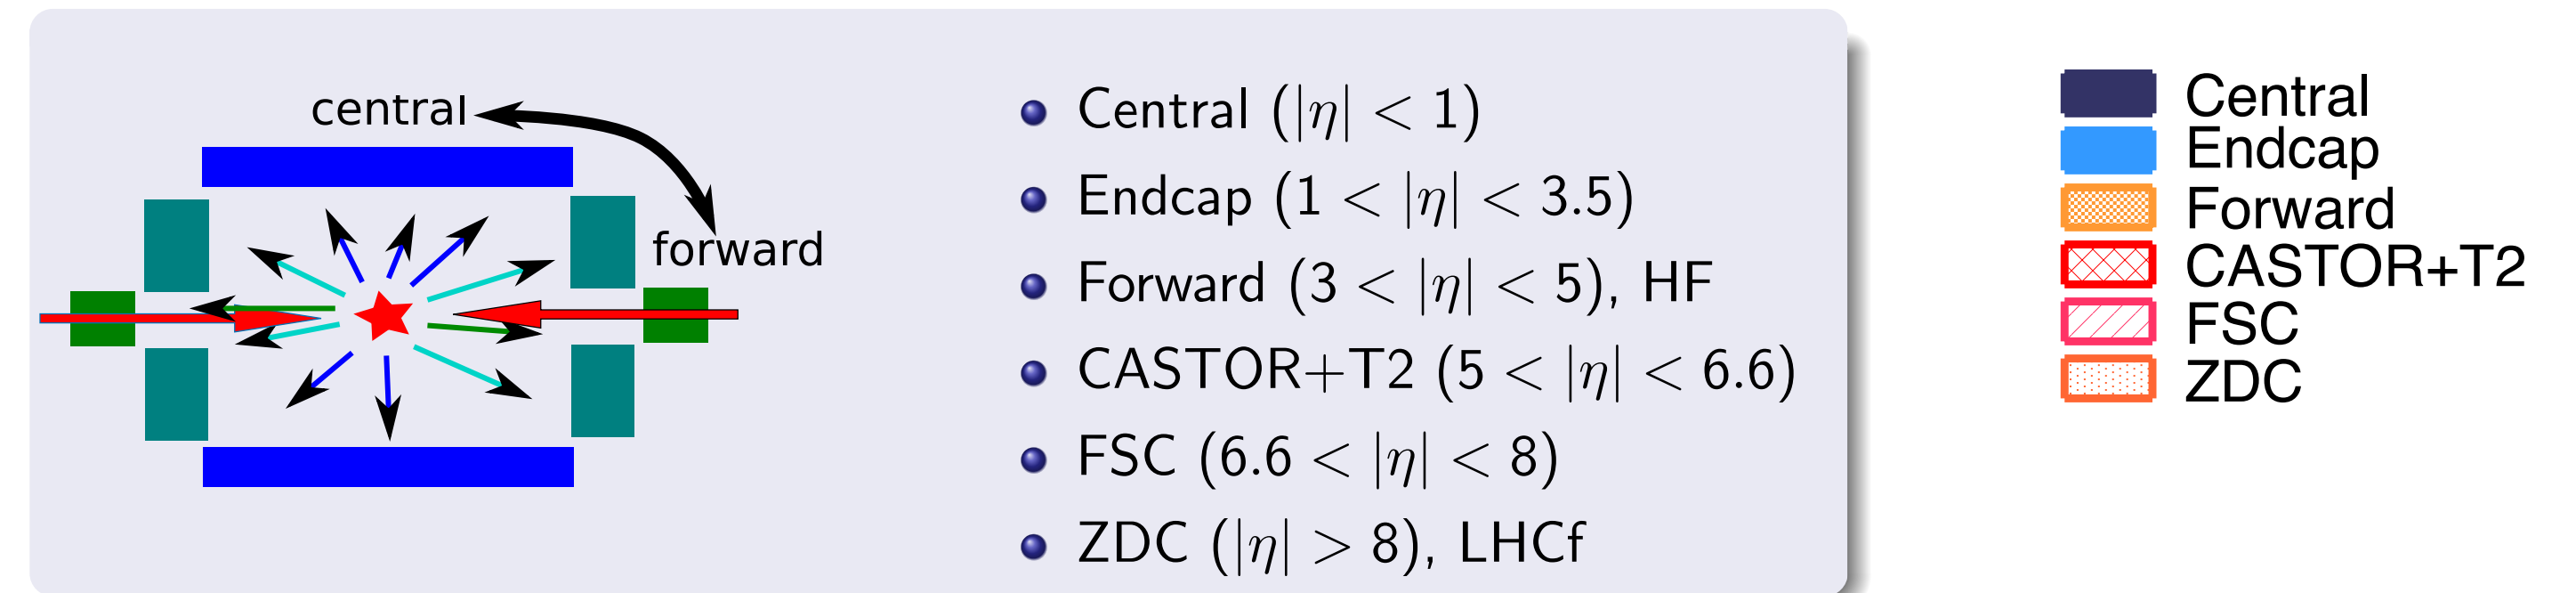 central
forward
Central (|η| < 1)
Endcap (1 < |η| < 3.5)
Forward (3 < |η| < 5), HF
CASTOR+T2 (5 < |η| < 6.6)
FSC (6.6 < |η| < 8)
ZDC (|η| > 8), LHCf
Central
Endcap
Forward
CASTOR+T2
FSC
ZDC